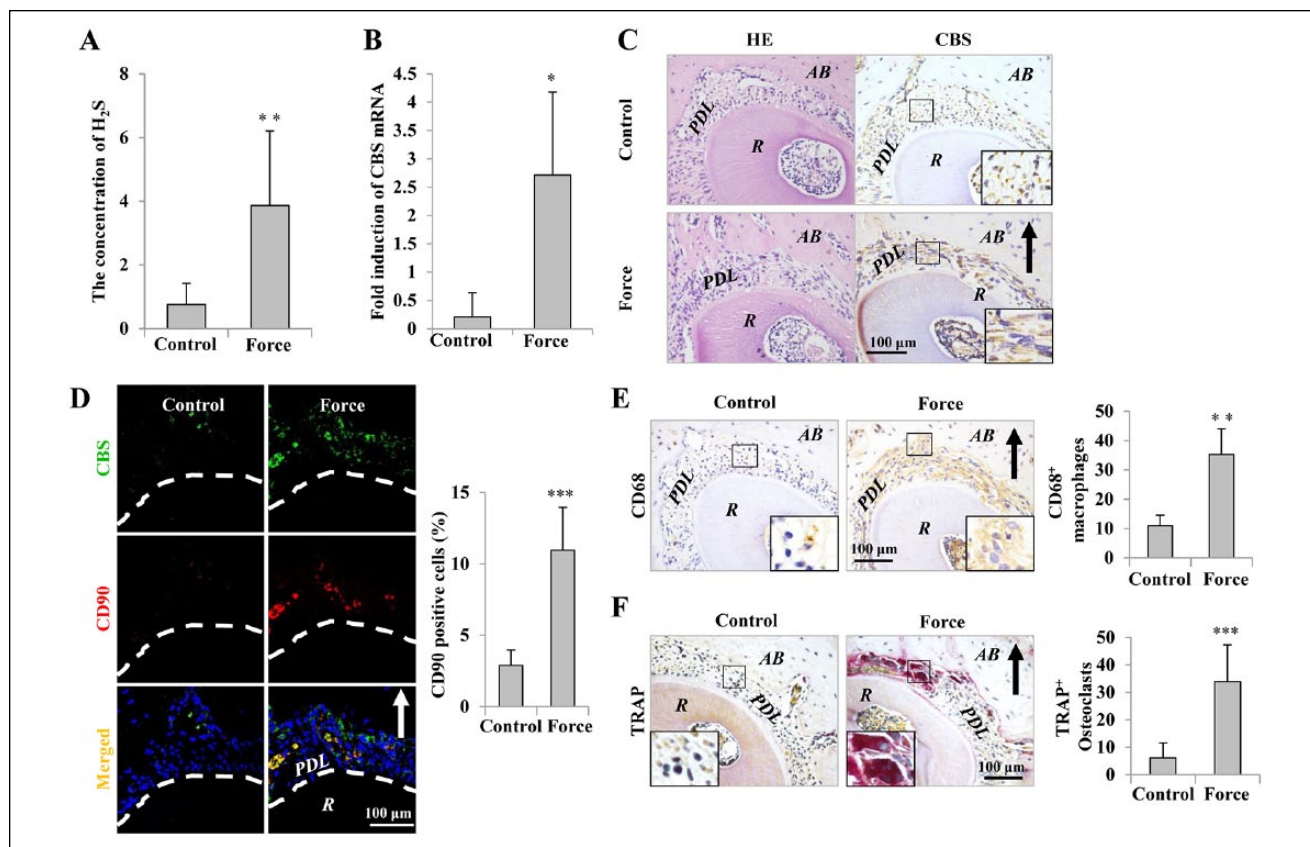 A
The concentration of H₂S
8
6
4
2
0
**
Control
Force
B
Fold induction of CBS mRNA
4.5
4
3.5
3
2.5
2
1.5
1
0.5
0
*
Control
Force
C
HE
CBS
Control
PDL
R
AB
PDL
R
Force
AB
PDL
R
AB
PDL
R
100 μm
D
Control
Force
CBS
CD90
Merged
PDL
R
100 μm
CD90 positive cells (%)
15
10
5
0
***
Control
Force
E
Control
Force
CD68
AB
PDL
R
100 μm
AB
PDL
R
100 μm
CD68⁺
macrophages
50
40
30
20
10
0
**
Control
Force
F
Control
Force
TRAP
AB
PDL
R
AB
PDL
R
100 μm
TRAP⁺
Osteoclasts
50
40
30
20
10
0
***
Control
Force